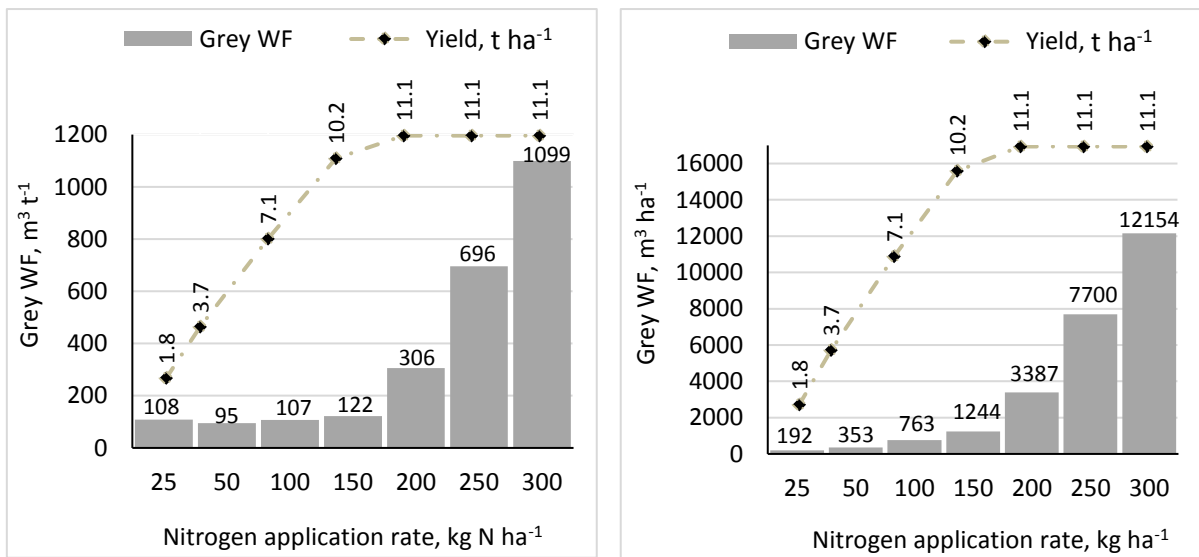 Grey WF Yield, t ha⁻¹
1.8 3.7 7.1 10.2 11.1 11.1 11.1
1200
1000
800
600
400
200
0
Grey WF, m³ t⁻¹
108 95 107 122 306 696 1099
25 50 100 150 200 250 300
Nitrogen application rate, kg N ha⁻¹
Grey WF Yield, t ha⁻¹
1.8 3.7 7.1 10.2 11.1 11.1 11.1
16000
14000
12000
10000
8000
6000
4000
2000
0
Grey WF, m³ ha⁻¹
192 353 763 1244 3387 7700 12154
25 50 100 150 200 250 300
Nitrogen application rate, kg ha⁻¹